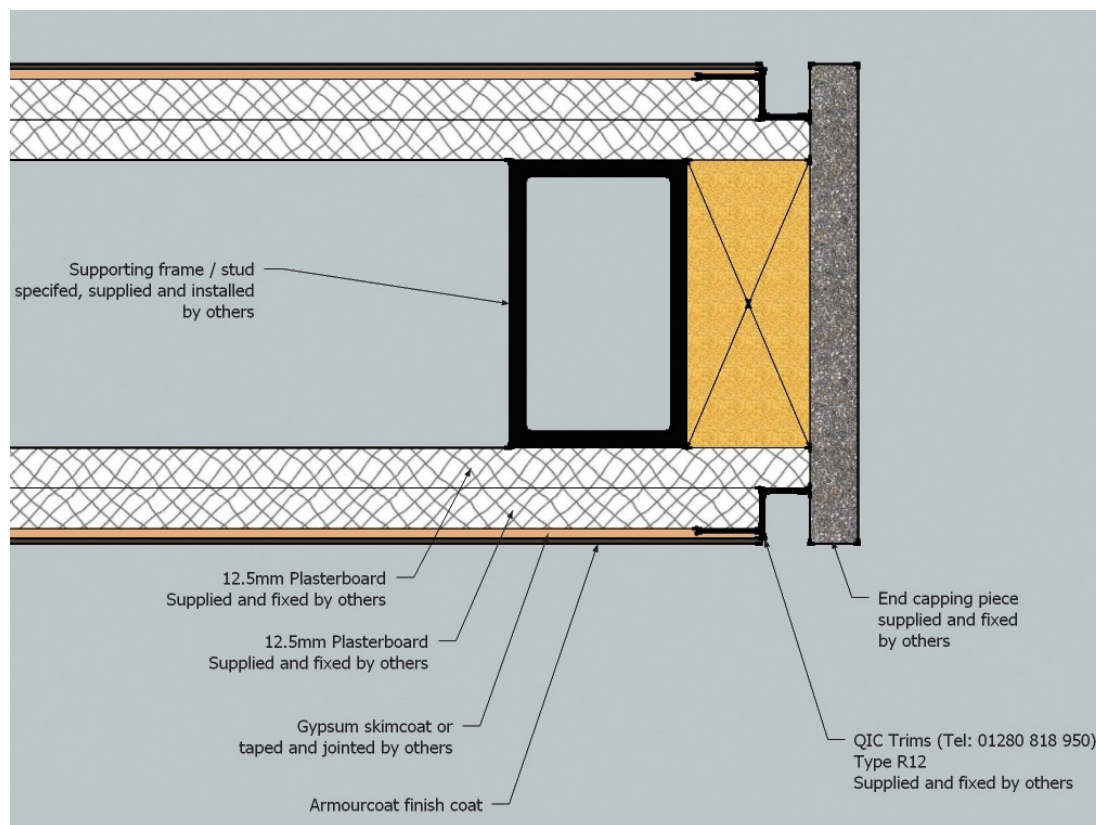 Supporting frame / stud
specifed, supplied and installed
by others
12.5mm Plasterboard
Supplied and fixed by others
12.5mm Plasterboard
Supplied and fixed by others
Gypsum skimcoat or
taped and jointed by others
Armourcoat finish coat
End capping piece
supplied and fixed
by others
QIC Trims (Tel: 01280 818 950)
Type R12
Supplied and fixed by others